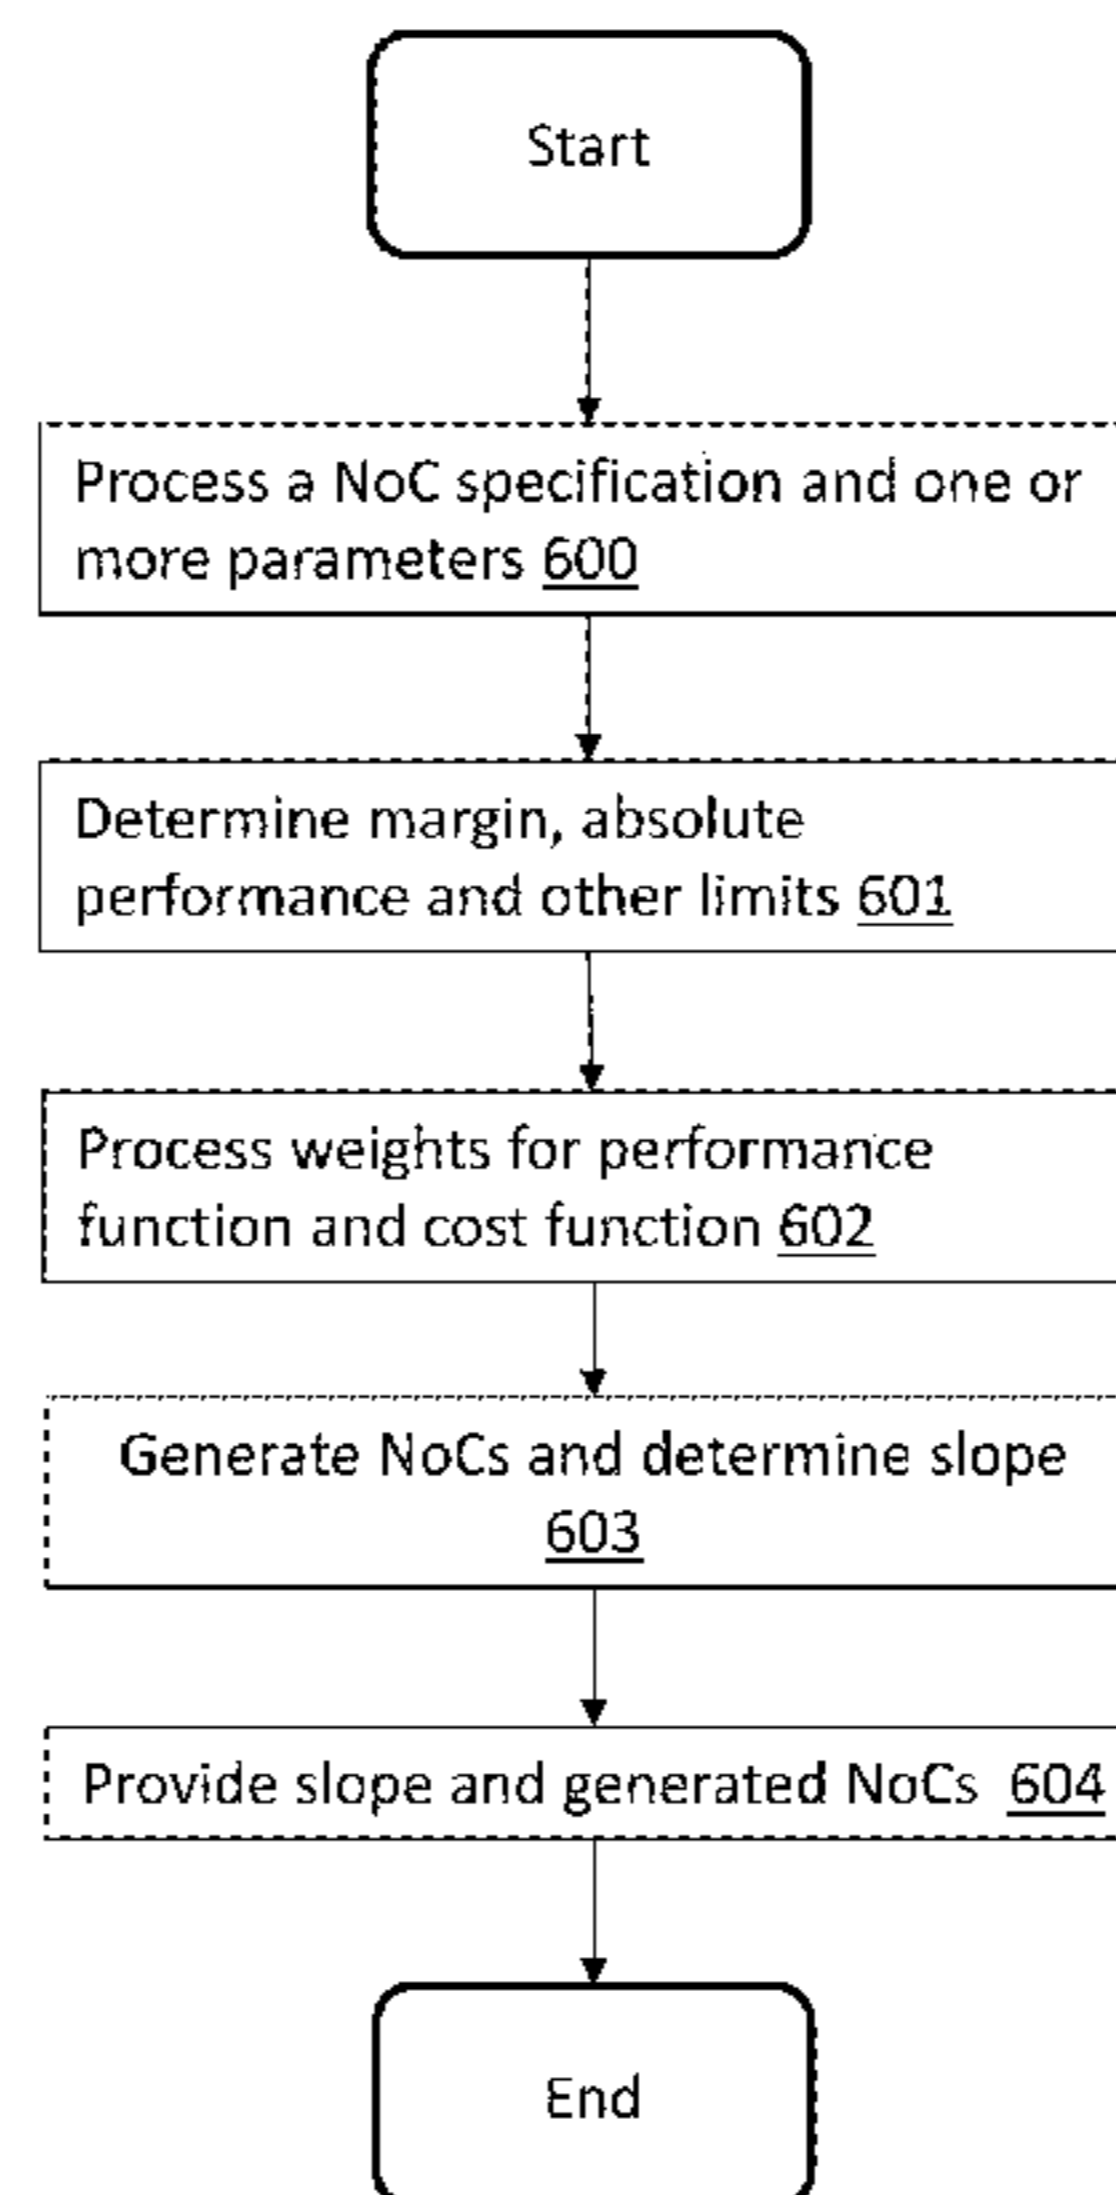 Start
Process a NoC specification and one or
more parameters 600
Determine margin, absolute
performance and other limits 601
Process weights for performance
function and cost function 602
Generate NoCs and determine slope
603
Provide slope and generated NoCs 604
End